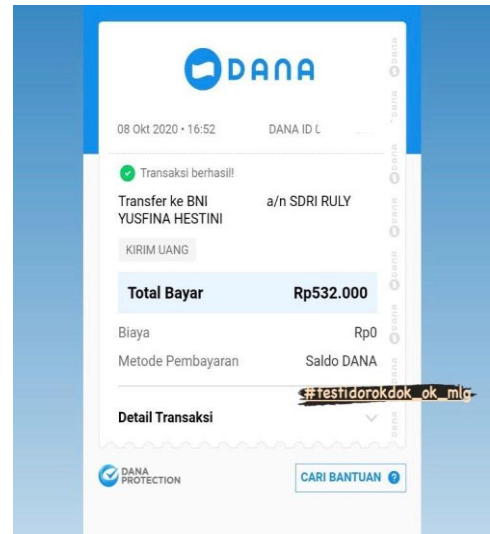 DANA
08 Okt 2020 • 16:52 DANA ID
Transaksi berhasil!
Transfer ke BNI a/n SDRI RULY
YUSFINA HESTINI
KIRIM UANG
Total Bayar Rp532.000
Biaya Rp0
Metode Pembayaran Saldo DANA
#testidorokdok_ok_mlg
Detail Transaksi
DANA
PROTECTION
CARI BANTUAN ?